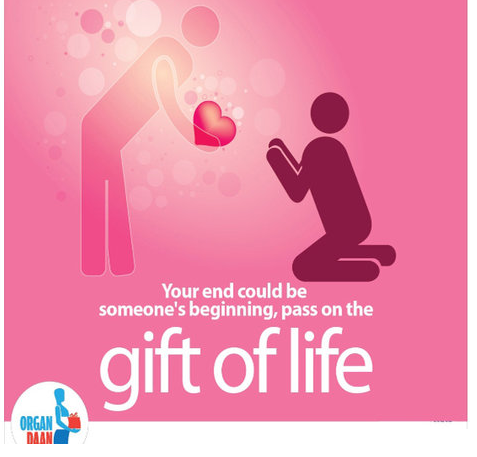 Your end could be
someone's beginning, pass on the
gift of life
ORGAN
DAAN